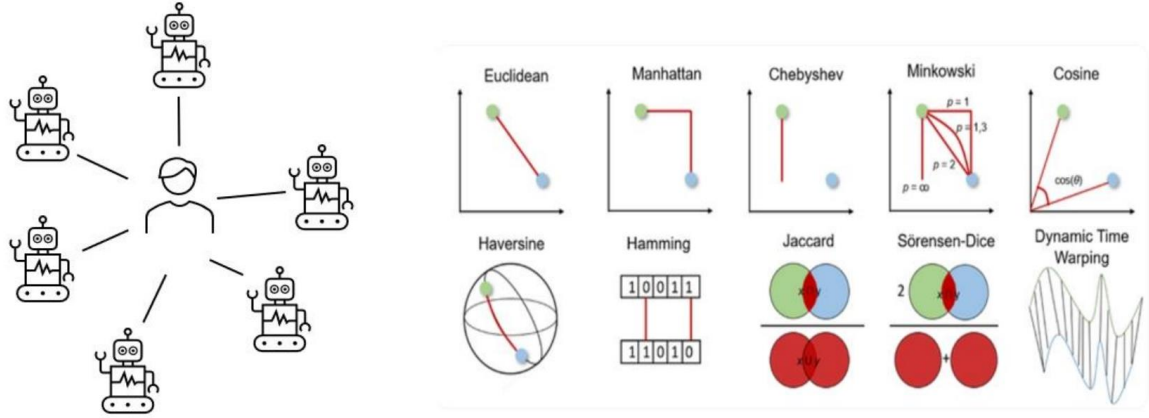 Euclidean
Manhattan
Chebyshev
Minkowski
Cosine
p = 1
p = 1,3
p = 2
p = ∞
cos(θ)
Haversine
Hamming
Jaccard
Sörensen-Dice
Dynamic Time
Warping
1 0 0 1 1
1 1 0 1 0
2
+
x U y